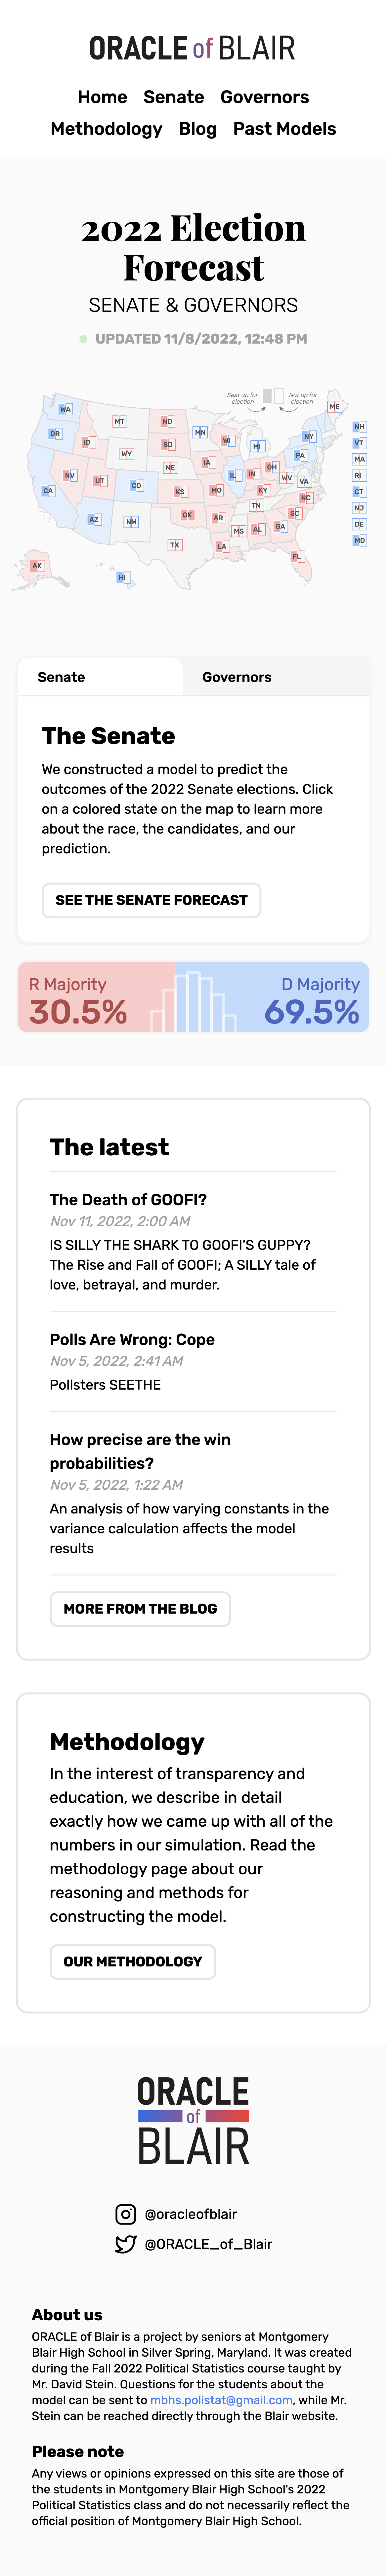 ORACLE of BLAIR
Home Senate Governors
Methodology Blog Past Models
2022 Election
Forecast
SENATE & GOVERNORS
UPDATED 11/8/2022, 12:48 PM
Seat up for
election
Not up for
election
WA
OR
CA
NV
ID
MT
WY
UT
AZ
CO
NM
ND
SD
NE
KS
OK
TX
MN
IA
MO
AR
LA
WI
IL
MS
MI
IN
KY
TN
AL
OH
WV
GA
FL
SC
NC
VA
PA
NY
ME
NH
VT
MA
RI
CT
NJ
DE
MD
AK
HI
Senate
Governors
The Senate
We constructed a model to predict the
outcomes of the 2022 Senate elections. Click
on a colored state on the map to learn more
about the race, the candidates, and our
prediction.
SEE THE SENATE FORECAST
R Majority
30.5%
D Majority
69.5%
The latest
The Death of GOOFI?
Nov 11, 2022, 2:00 AM
IS SILLY THE SHARK TO GOOFI'S GUPPY?
The Rise and Fall of GOOFI; A SILLY tale of
love, betrayal, and murder.
Polls Are Wrong: Cope
Nov 5, 2022, 2:41 AM
Pollsters SEETHE
How precise are the win
probabilities?
Nov 5, 2022, 1:22 AM
An analysis of how varying constants in the
variance calculation affects the model
results
MORE FROM THE BLOG
Methodology
In the interest of transparency and
education, we describe in detail
exactly how we came up with all of the
numbers in our simulation. Read the
methodology page about our
reasoning and methods for
constructing the model.
OUR METHODOLOGY
ORACLE
of
BLAIR
@oracleofblair
@ORACLE_of_Blair
About us
ORACLE of Blair is a project by seniors at Montgomery
Blair High School in Silver Spring, Maryland. It was created
during the Fall 2022 Political Statistics course taught by
Mr. David Stein. Questions for the students about the
model can be sent to mbhs.polistat@gmail.com, while Mr.
Stein can be reached directly through the Blair website.
Please note
Any views or opinions expressed on this site are those of
the students in Montgomery Blair High School's 2022
Political Statistics class and do not necessarily reflect the
official position of Montgomery Blair High School.